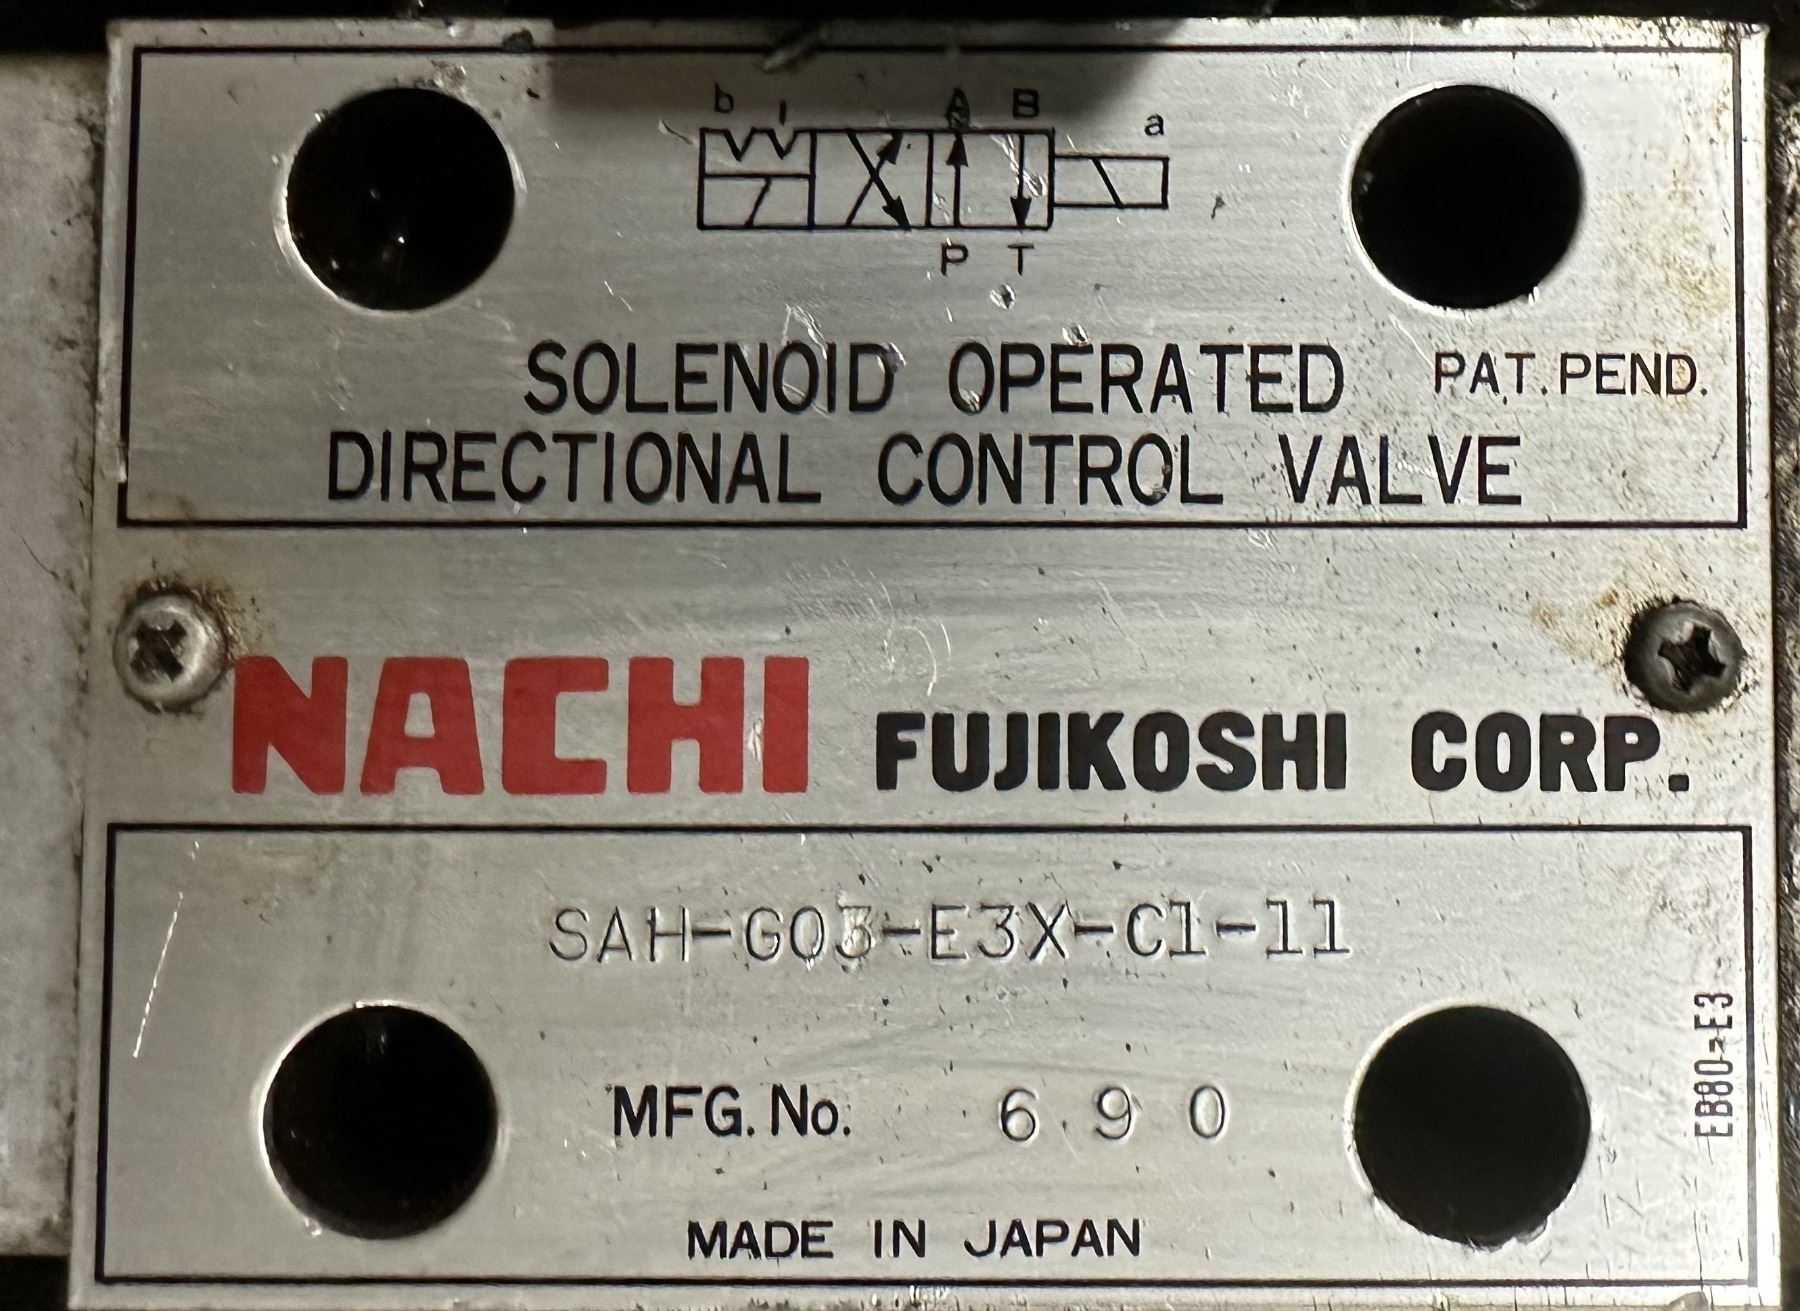 b A B a
P T
SOLENOID OPERATED PAT. PEND.
DIRECTIONAL CONTROL VALVE
NACHI FUJIKOSHI CORP.
SAH-G03-E3X-C1-11
MFG. No. 6 9 0
MADE IN JAPAN
EB80-E3